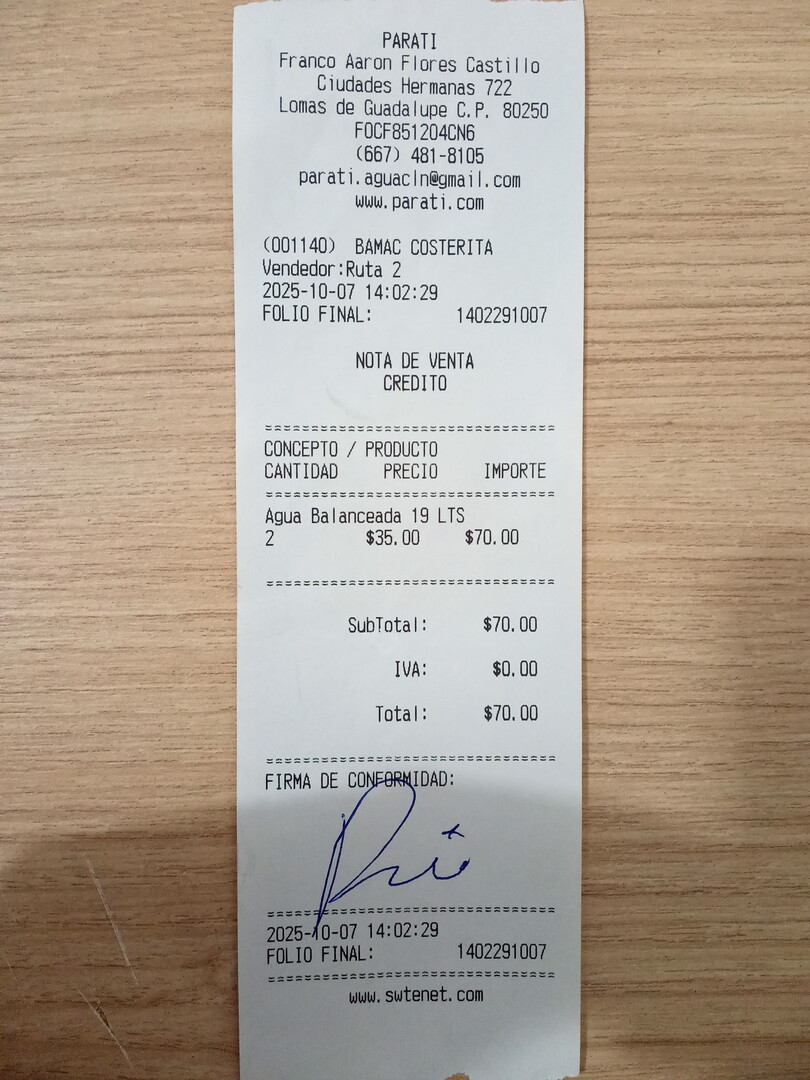 PARATI
Franco Aaron Flores Castillo
Ciudades Hermanas 722
Lomas de Guadalupe C.P. 80250
FOCF851204CN6
(667) 481-8105
parati.aguacln@gmail.com
www.parati.com
(001140) BAMAC COSTERITA
Vendedor:Ruta 2
2025-10-07 14:02:29
FOLIO FINAL: 1402291007
NOTA DE VENTA
CREDITO
CONCEPTO / PRODUCTO
CANTIDAD PRECIO IMPORTE
Agua Balanceada 19 LTS
2 $35.00 $70.00
SubTotal: $70.00
IVA: $0.00
Total: $70.00
FIRMA DE CONFORMIDAD:
2025-10-07 14:02:29
FOLIO FINAL: 1402291007
www.swtenet.com